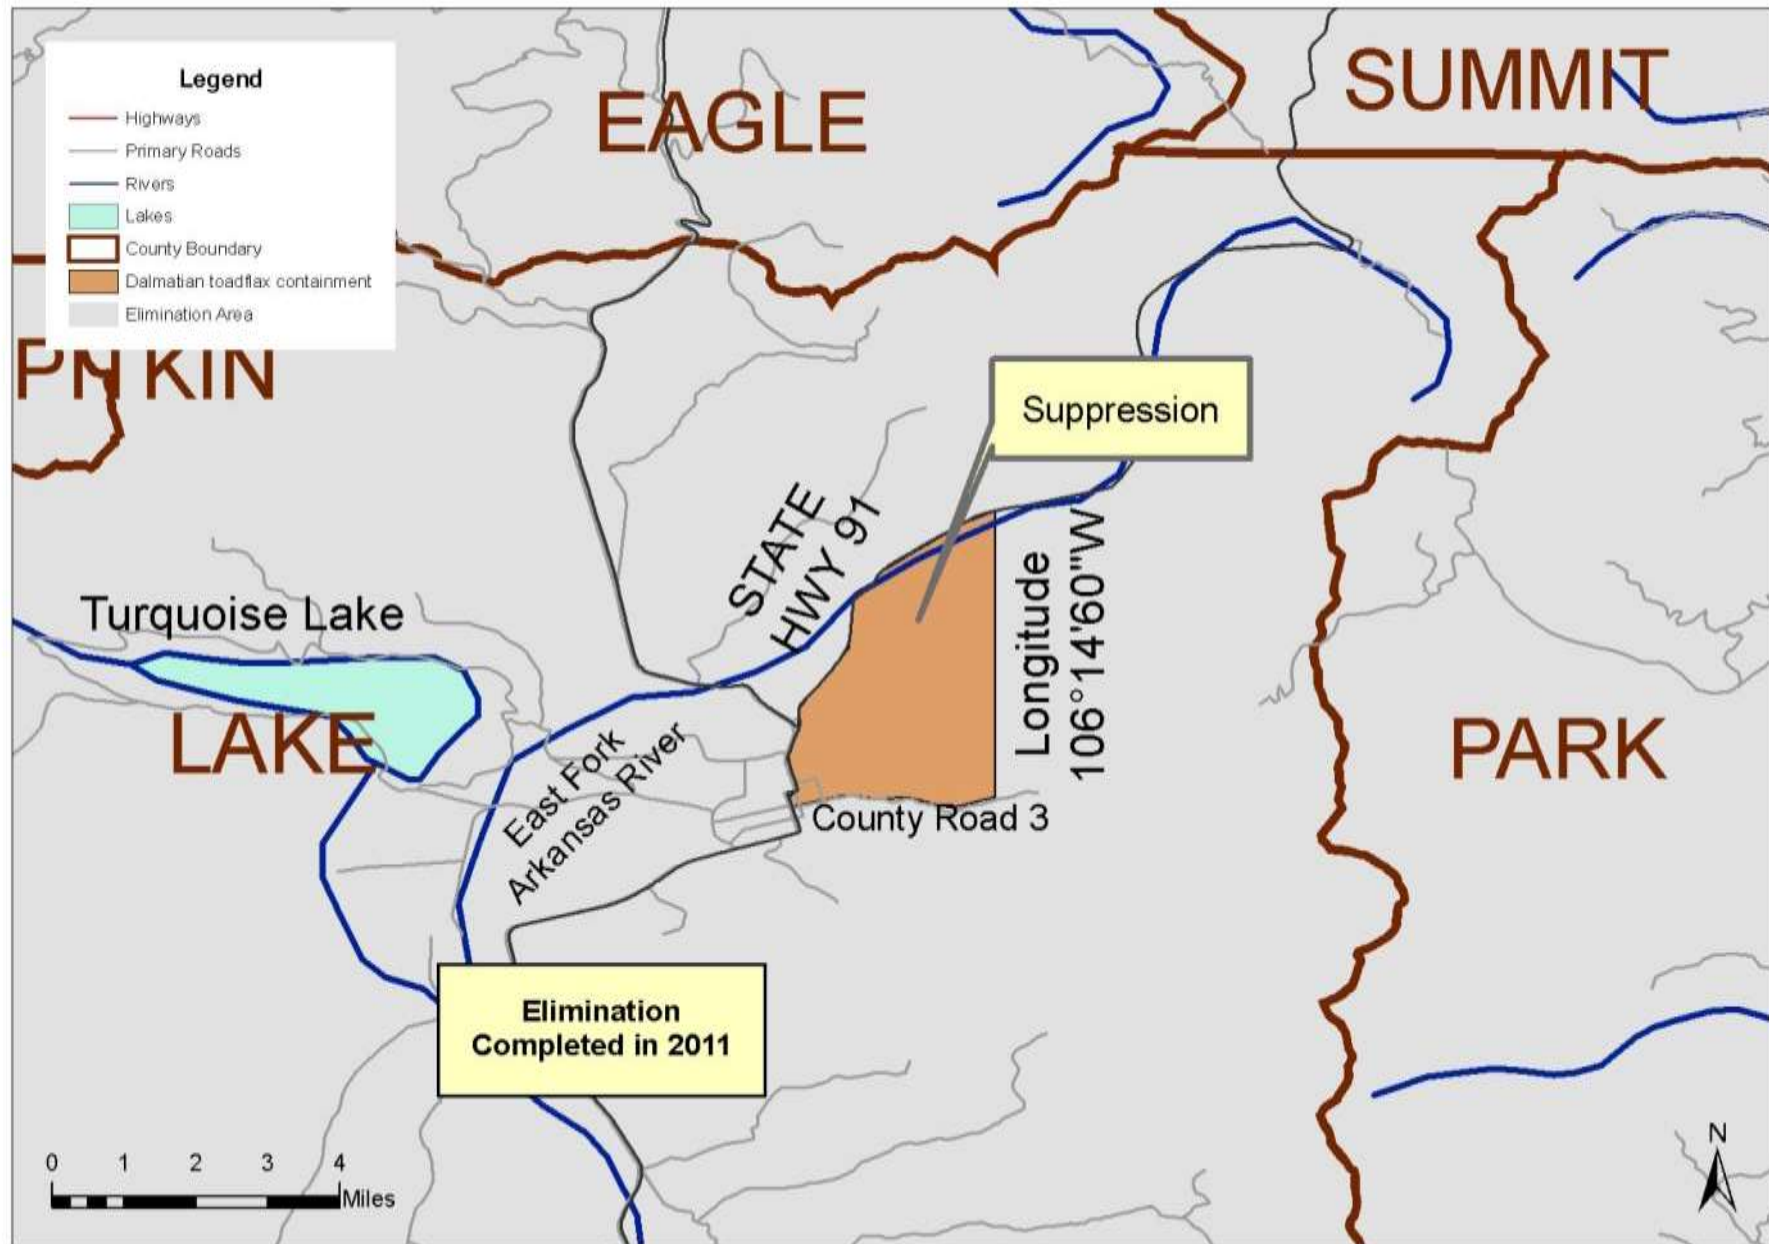 Legend
Highways
Primary Roads
Rivers
Lakes
County Boundary
Dalmatian toadflax containment
Elimination Area
EAGLE
SUMMIT
KIN
Suppression
STATE
HWY 91
Longitude
106°14'60"W
Turquoise Lake
LAKE
East Fork
Arkansas River
County Road 3
PARK
Elimination
Completed in 2011
0 1 2 3 4
Miles
N